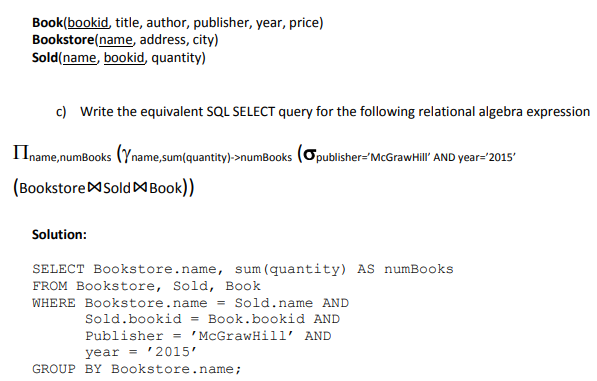 Book(bookid, title, author, publisher, year, price)
Bookstore(name, address, city)
Sold(name, bookid, quantity)
c) Write the equivalent SQL SELECT query for the following relational algebra expression
Πname,numBooks (γname,sum(quantity)->numBooks (σpublisher='McGrawHill' AND year='2015'
(Bookstore⋈Sold⋈Book))
Solution:
SELECT Bookstore.name, sum(quantity) AS numBooks
FROM Bookstore, Sold, Book
WHERE Bookstore.name = Sold.name AND
Sold.bookid = Book.bookid AND
Publisher = ’McGrawHill’ AND
year = ’2015’
GROUP BY Bookstore.name;